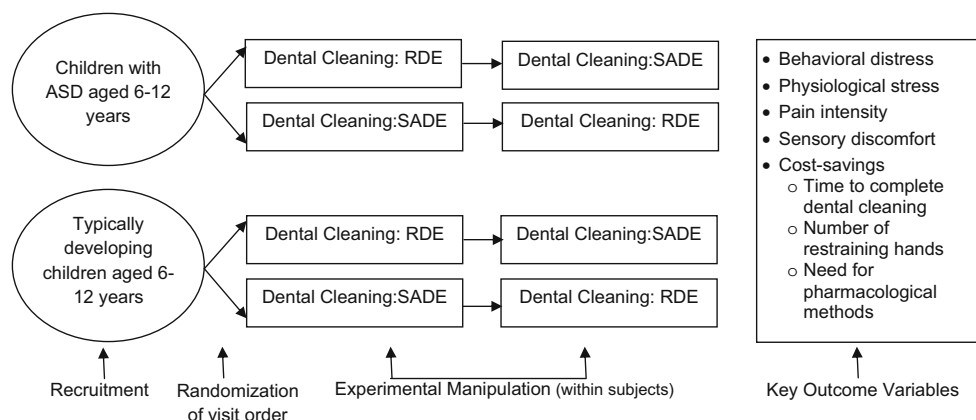 Children with
ASD aged 6-12
years
Dental Cleaning: RDE
Dental Cleaning:SADE
Dental Cleaning:SADE
Dental Cleaning: RDE
Typically
developing
children aged 6-
12 years
Dental Cleaning: RDE
Dental Cleaning:SADE
Dental Cleaning:SADE
Dental Cleaning: RDE
• Behavioral distress
• Physiological stress
• Pain intensity
• Sensory discomfort
• Cost-savings
o Time to complete
dental cleaning
o Number of
restraining hands
o Need for
pharmacological
methods
Recruitment
Randomization
of visit order
Experimental Manipulation (within subjects)
Key Outcome Variables